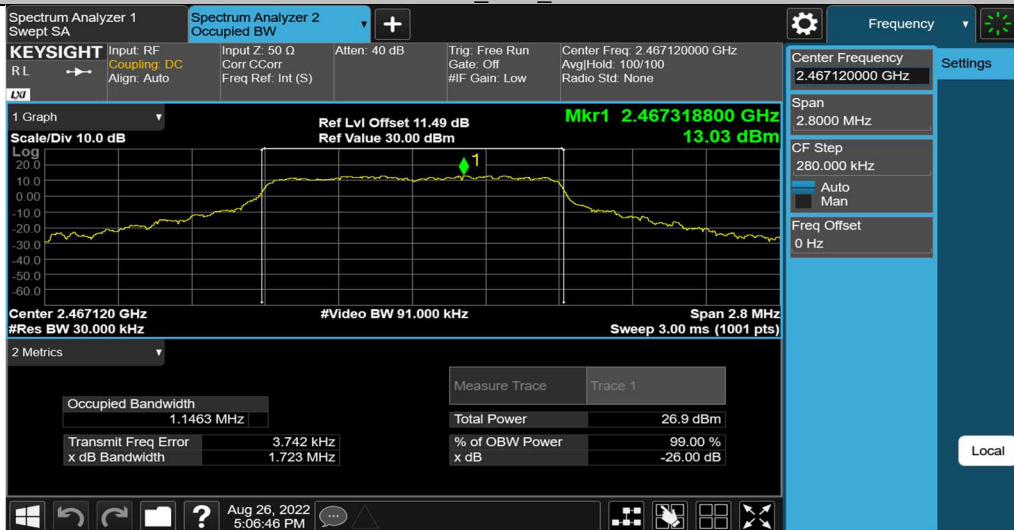 Spectrum Analyzer 1
Swept SA
Spectrum Analyzer 2
Occupied BW
+
Frequency
KEYSIGHT
RL
LXI
Input: RF
Coupling: DC
Align: Auto
Input Z: 50 Ω
Corr CCorr
Freq Ref: Int (S)
Atten: 40 dB
Trig: Free Run
Gate: Off
#IF Gain: Low
Center Freq: 2.467120000 GHz
Avg|Hold: 100/100
Radio Std: None
Center Frequency
2.467120000 GHz
Settings
Span
2.8000 MHz
CF Step
280.000 kHz
Auto
Man
Freq Offset
0 Hz
1 Graph
Scale/Div 10.0 dB
Ref Lvl Offset 11.49 dB
Ref Value 30.00 dBm
Mkr1 2.467318800 GHz
13.03 dBm
Log
20.0
10.0
0.00
-10.0
-20.0
-30.0
-40.0
-50.0
-60.0
1
Center 2.467120 GHz
#Res BW 30.000 kHz
#Video BW 91.000 kHz
Span 2.8 MHz
Sweep 3.00 ms (1001 pts)
2 Metrics
Measure Trace Trace 1
Occupied Bandwidth
1.1463 MHz
Total Power 26.9 dBm
Transmit Freq Error 3.742 kHz
% of OBW Power 99.00 %
x dB Bandwidth 1.723 MHz
x dB -26.00 dB
Local
?
Aug 26, 2022
5:06:46 PM